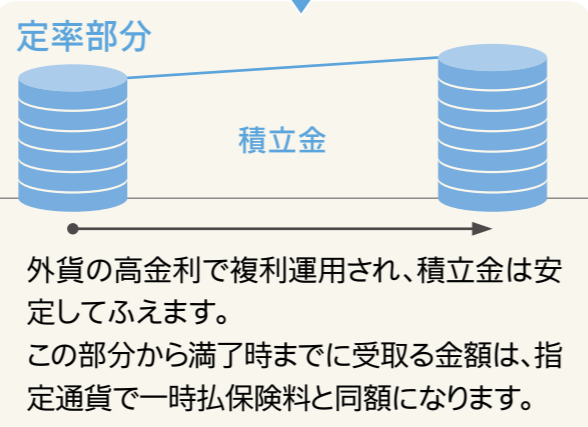 定率部分
積立金
外貨の高金利で複利運用され、積立金は安
定してふえます。
この部分から満了時までに受取る金額は、指
定通貨で一時払保険料と同額になります。